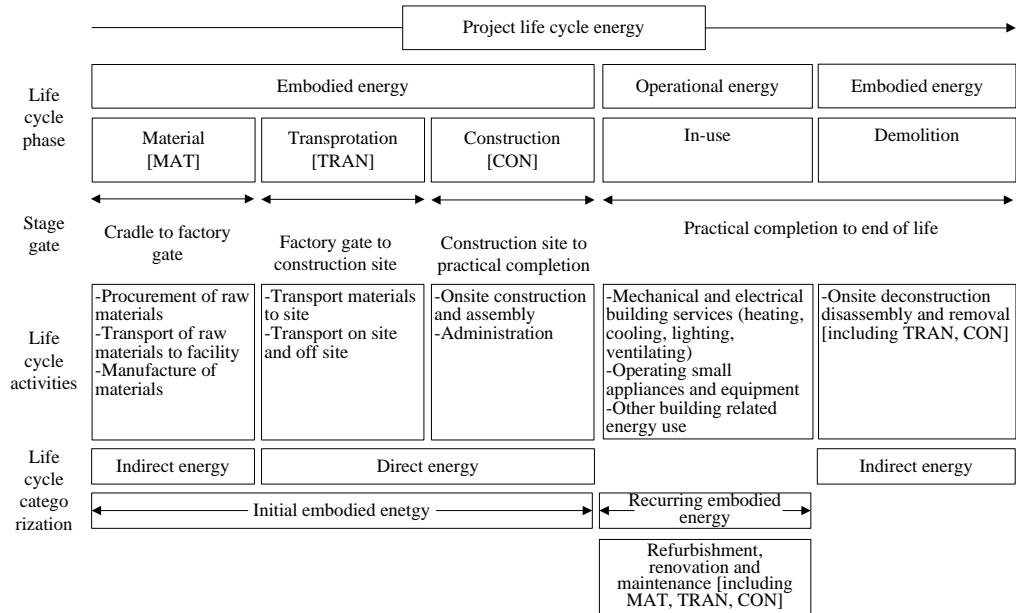 Project life cycle energy
Life
cycle
phase
Embodied energy
Operational energy
Embodied energy
Material
[MAT]
Transprotation
[TRAN]
Construction
[CON]
In-use
Demolition
Stage
gate
Cradle to factory
gate
Factory gate to
construction site
Construction site to
practical completion
Practical completion to end of life
Life
cycle
activities
-Procurement of raw
materials
-Transport of raw
materials to facility
-Manufacture of
materials
-Transport materials
to site
-Transport on site
and off site
-Onsite construction
and assembly
-Administration
-Mechanical and electrical
building services (heating,
cooling, lighting,
ventilating)
-Operating small
appliances and equipment
-Other building related
energy use
-Onsite deconstruction
disassembly and removal
[including TRAN, CON]
Life
cycle
catego
rization
Indirect energy
Direct energy
Indirect energy
Initial embodied enetgy
Recurring embodied
energy
Refurbishment,
renovation and
maintenance [including
MAT, TRAN, CON]